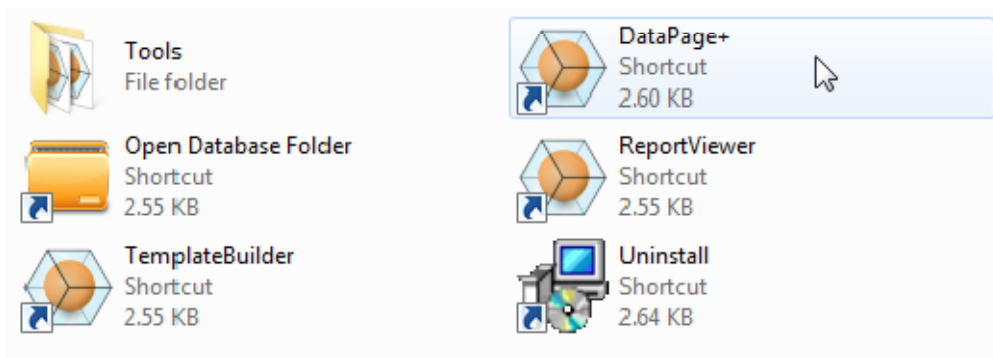 Tools
File folder
DataPage+
Shortcut
2.60 KB
Open Database Folder
Shortcut
2.55 KB
ReportViewer
Shortcut
2.55 KB
TemplateBuilder
Shortcut
2.55 KB
Uninstall
Shortcut
2.64 KB